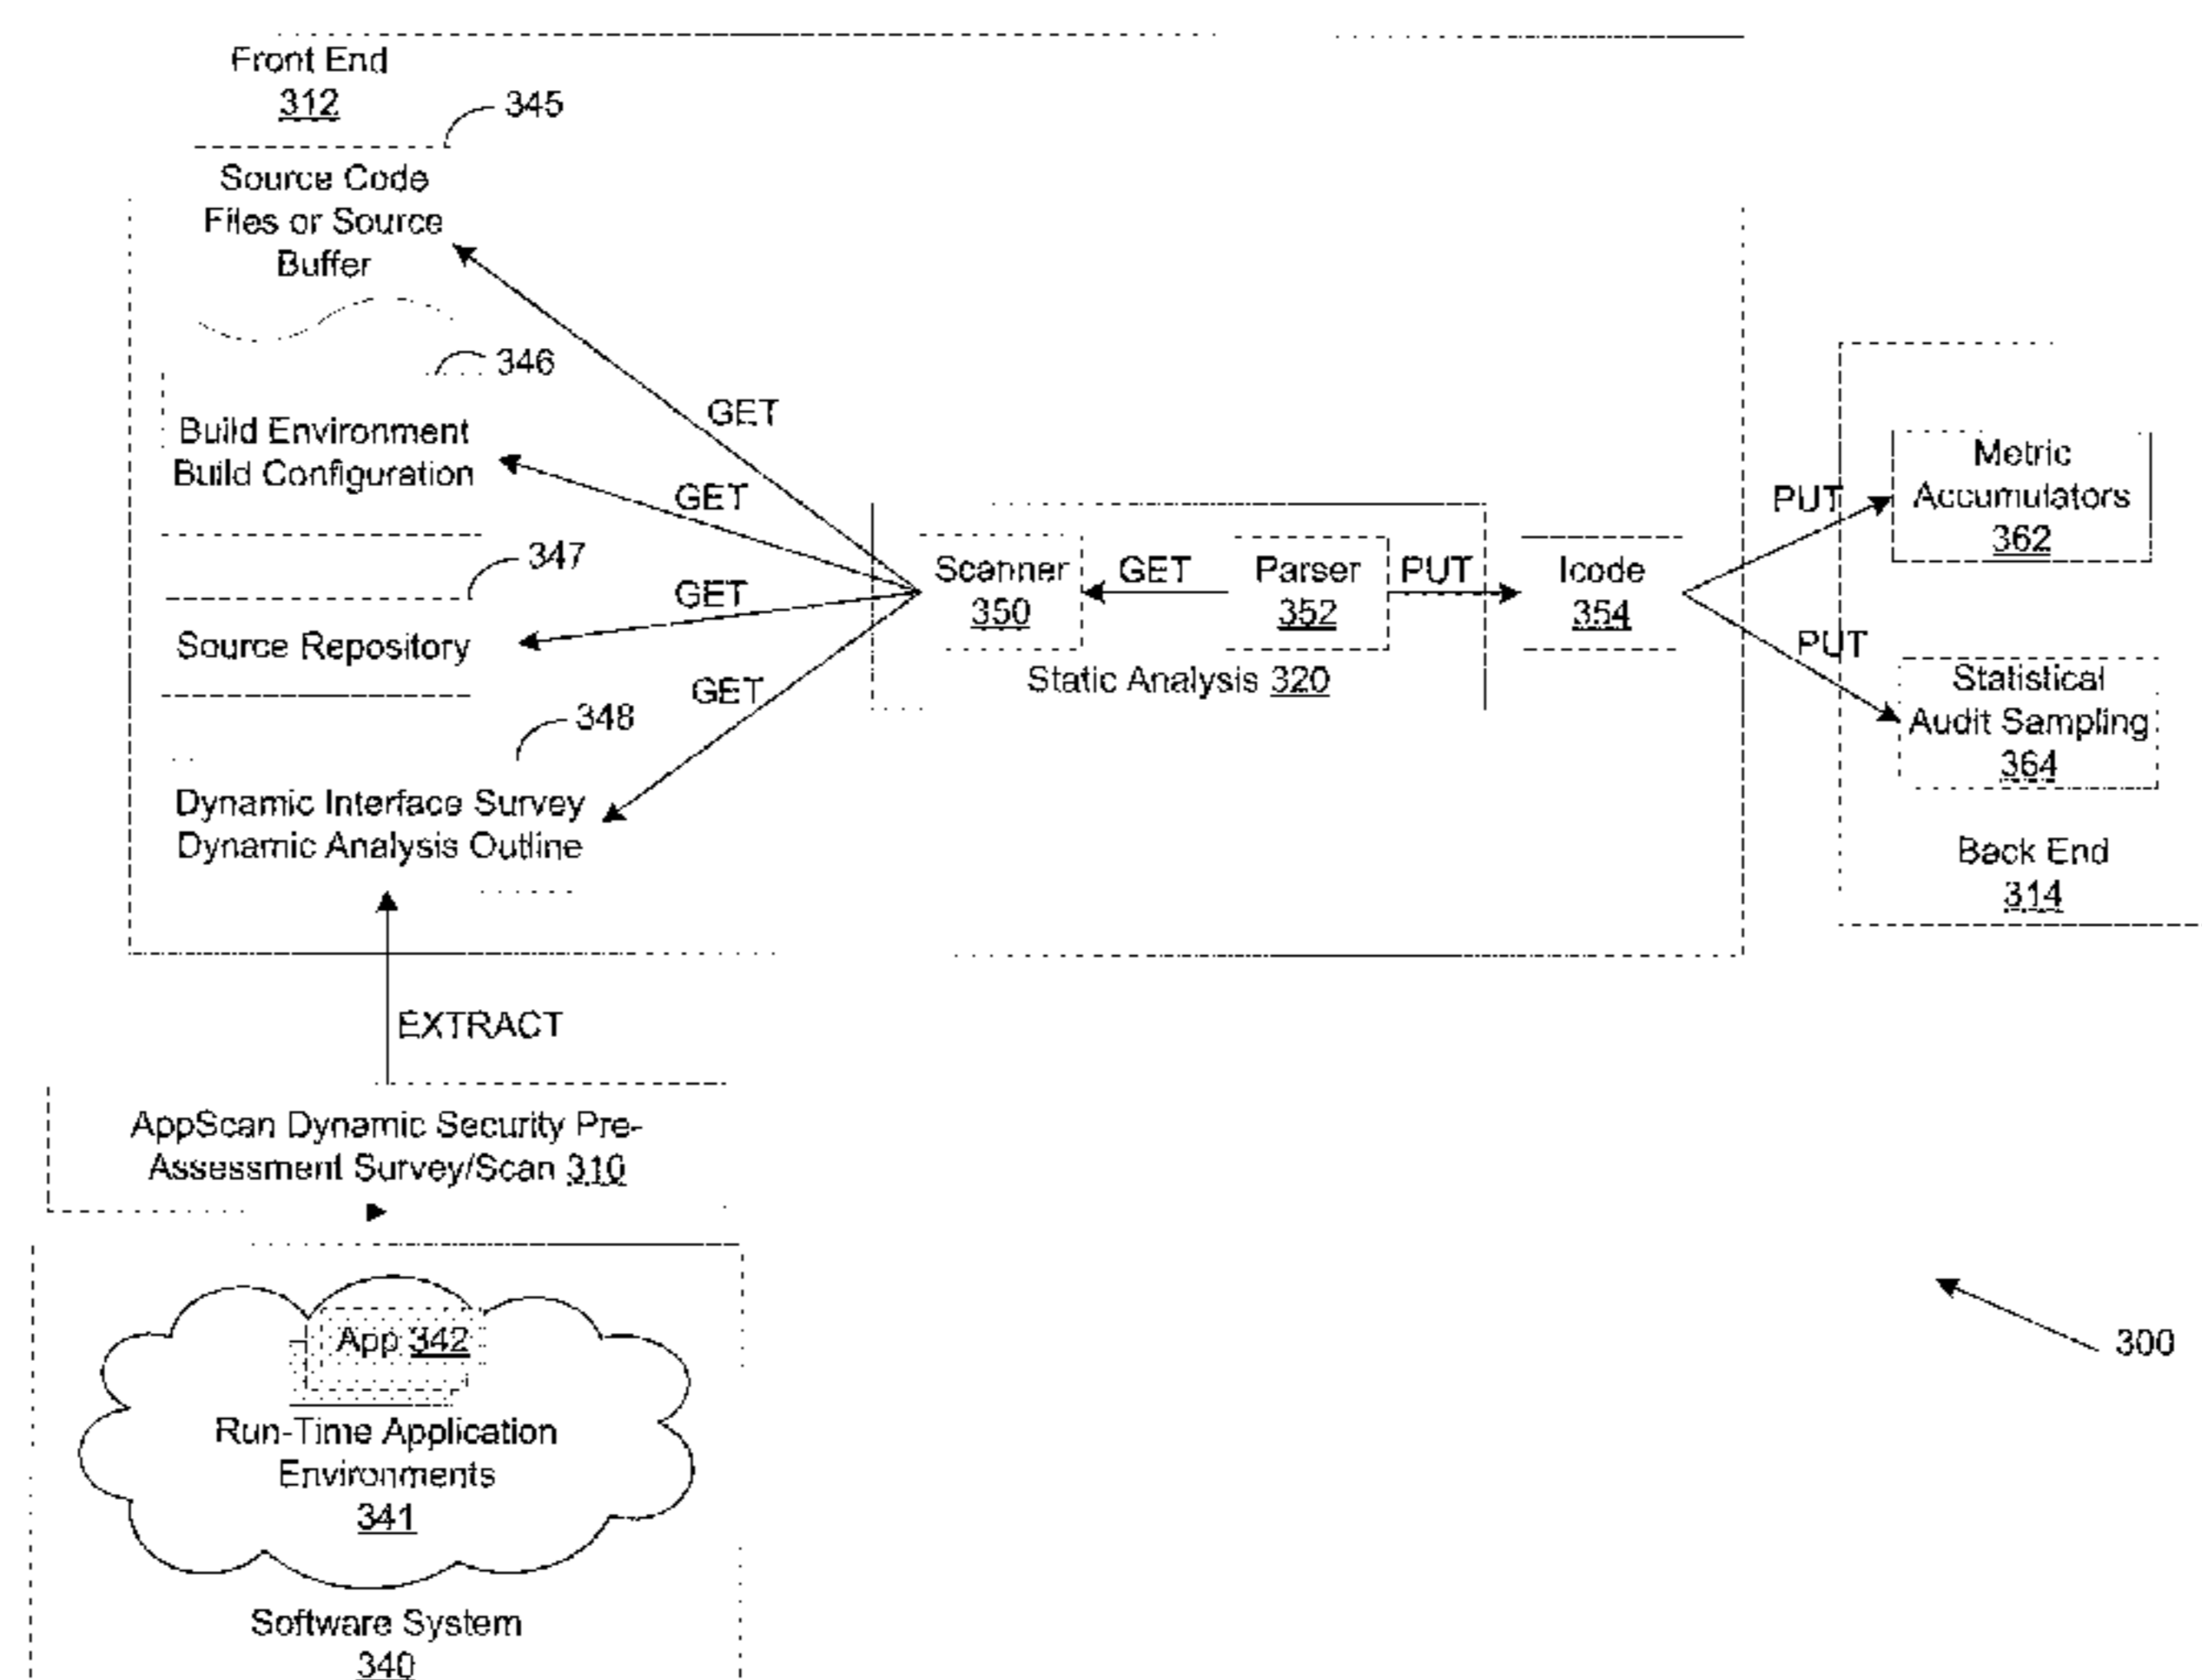 Front End
312
345
Source Code
Files or Source
Buffer
346
Build Environment
Build Configuration
347
Source Repository
348
Dynamic Interface Survey
Dynamic Analysis Outline
GET
GET
GET
GET
Scanner
350
GET
Parser
352
PUT
Icode
354
Static Analysis 320
PUT
PUT
Metric
Accumulators
362
Statistical
Audit Sampling
364
Back End
314
EXTRACT
AppScan Dynamic Security Pre-
Assessment Survey/Scan 310
App 342
Run-Time Application
Environments
341
Software System
340
300